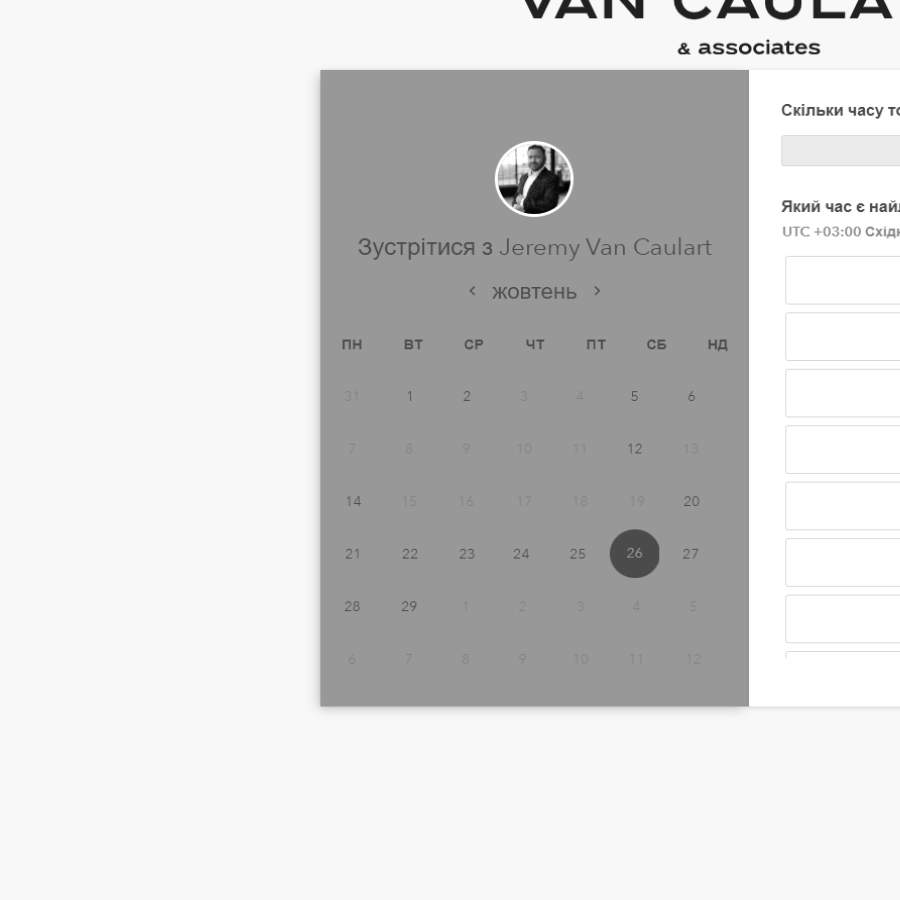 VAN CAULA
& associates
Зустрітися з Jeremy Van Caulart
жовтень
ПН ВТ СР ЧТ ПТ СБ НД
31 1 2 3 4 5 6
7 8 9 10 11 12 13
14 15 16 17 18 19 20
21 22 23 24 25 26 27
28 29 1 2 3 4 5
6 7 8 9 10 11 12
Скільки часу
Який час є
UTC +03:00